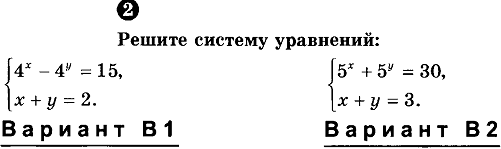 2
Решите систему уравнений:
{4^x − 4^y = 15, {5^x + 5^y = 30,
x + y = 2. x + y = 3.
Вариант В1 Вариант В2